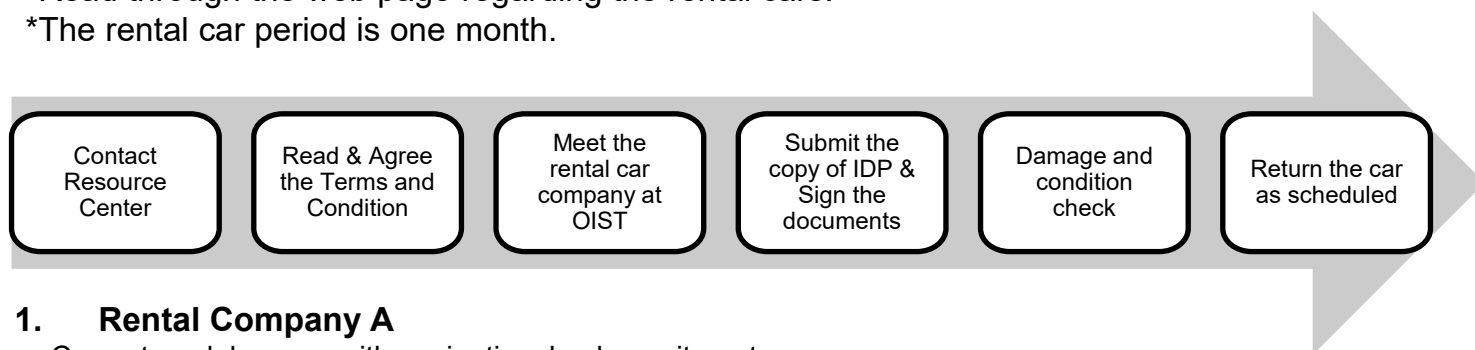 *The rental car period is one month.
Contact
Resource
Center
Read & Agree
the Terms and
Condition
Meet the
rental car
company at
OIST
Submit the
copy of IDP &
Sign the
documents
Damage and
condition
check
Return the car
as scheduled
1. Rental Company A